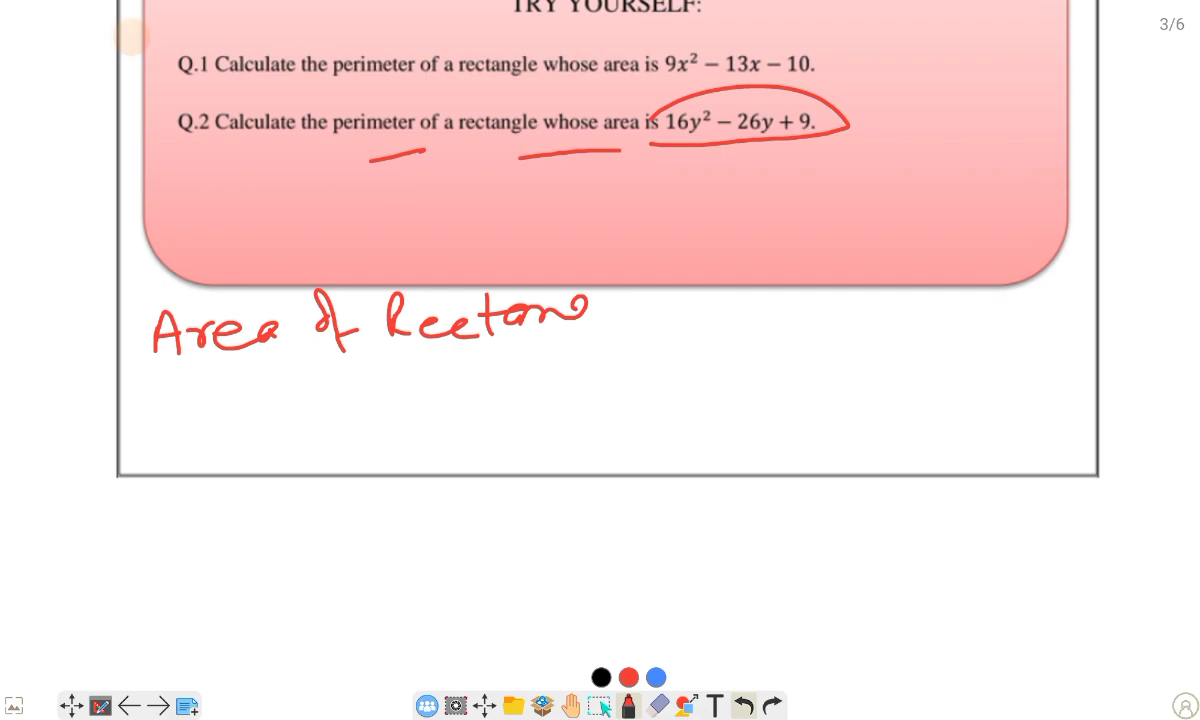 3/6
TRY YOURSELF:
Q.1 Calculate the perimeter of a rectangle whose area is 9x² − 13x − 10.
Q.2 Calculate the perimeter of a rectangle whose area is 16y² − 26y + 9.
Area of Rectang
T